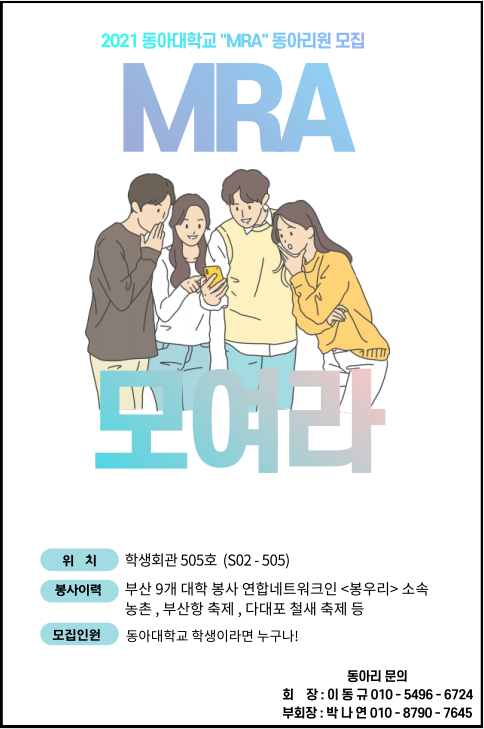 2021 동아대학교 "MRA" 동아리원 모집
MRA
모여라
위 치 학생회관 505호 (S02 - 505)
봉사이력 부산 9개 대학 봉사 연합네트워크인 <봉우리> 소속
농촌 , 부산항 축제 , 다대포 철새 축제 등
모집인원 동아대학교 학생이라면 누구나!
동아리 문의
회 장 : 이 동 규 010 - 5496 - 6724
부회장 : 박 나 연 010 - 8790 - 7645